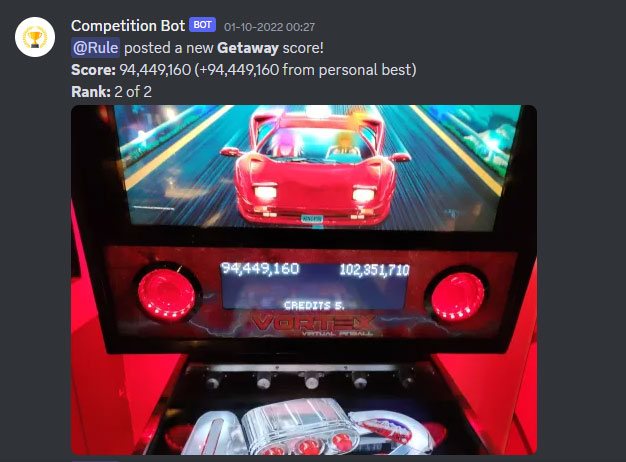 Competition Bot BOT 01-10-2022 00:27
@Rule posted a new Getaway score!
Score: 94,449,160 (+94,449,160 from personal best)
Rank: 2 of 2
94,449,160 102,351,710
CREDITS 5.
VORTEX
VIRTUAL PINBALL